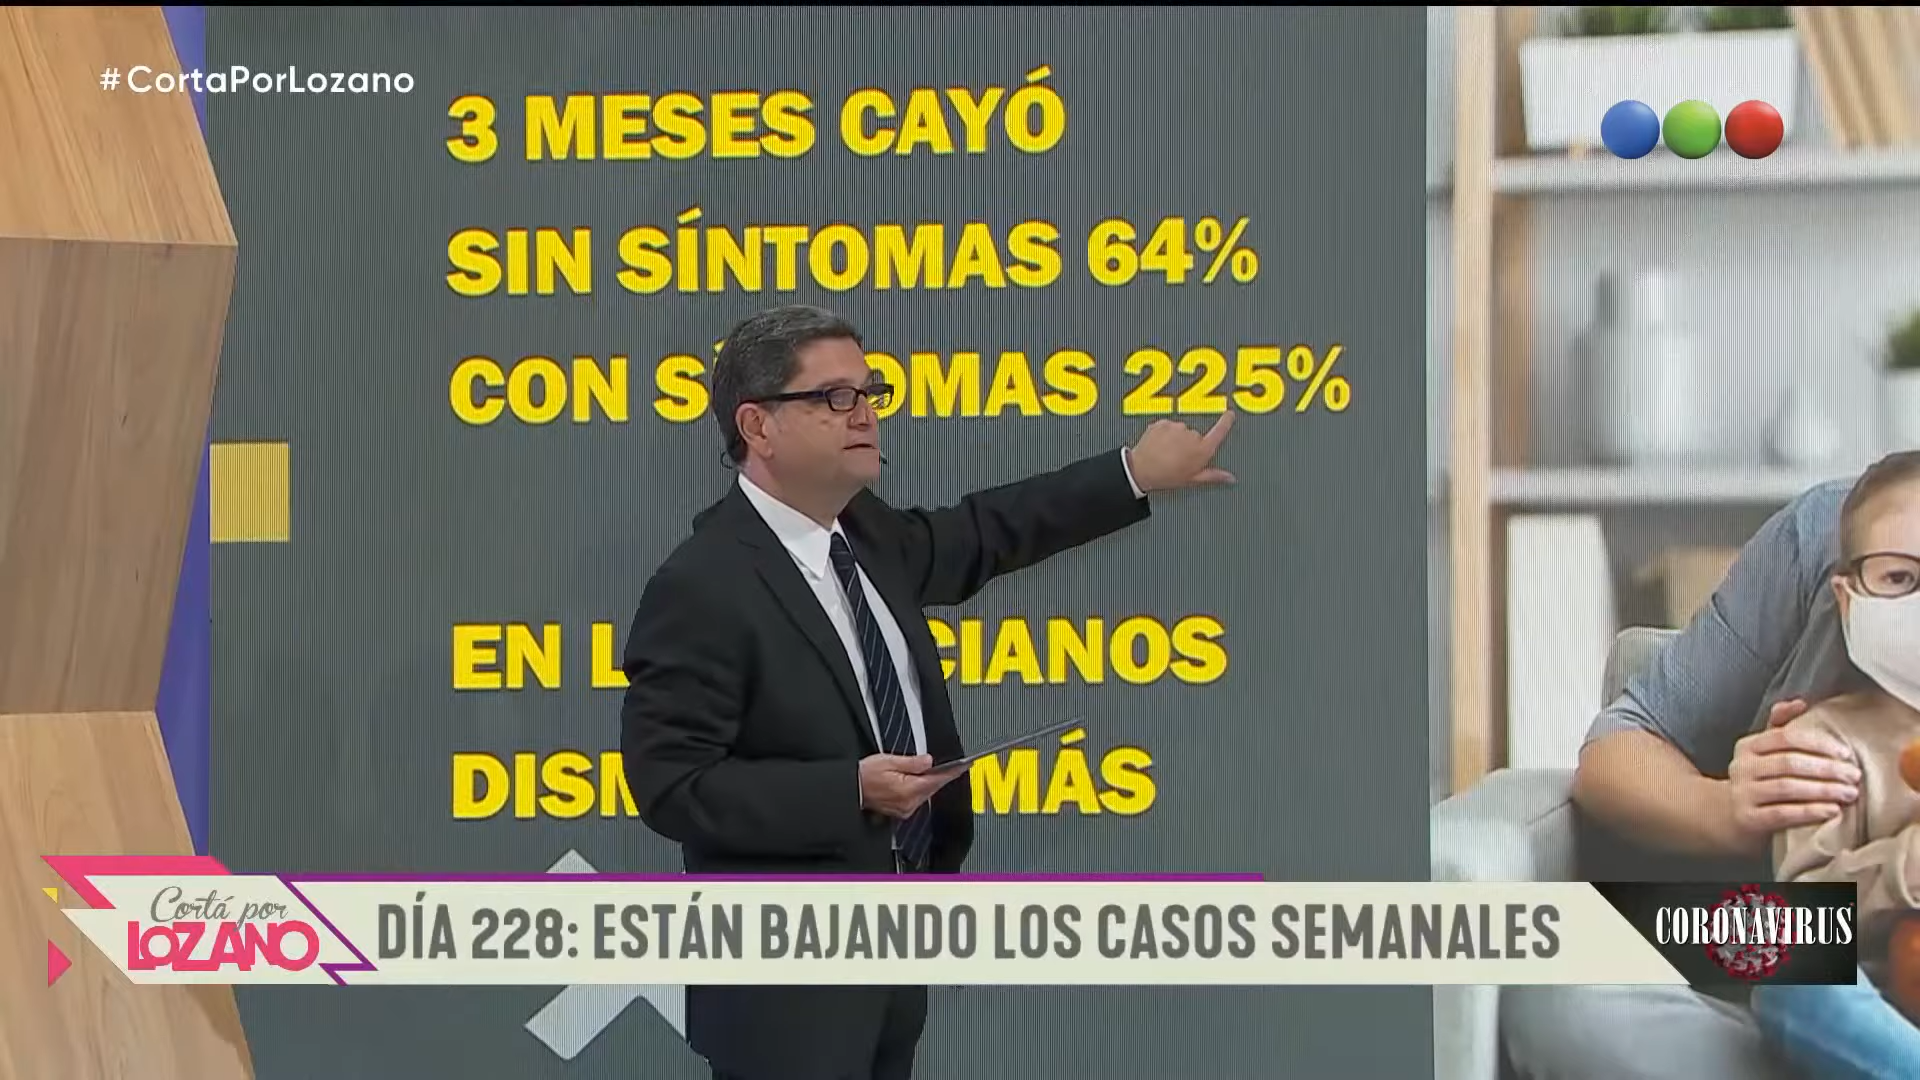 #CortaPorLozano
3 MESES CAYÓ
SIN SÍNTOMAS 64%
CON S OMAS 225%
EN L CIANOS
DIS MÁS
Cortá por
LOZANO
DÍA 228: ESTÁN BAJANDO LOS CASOS SEMANALES
CORONAVIRUS